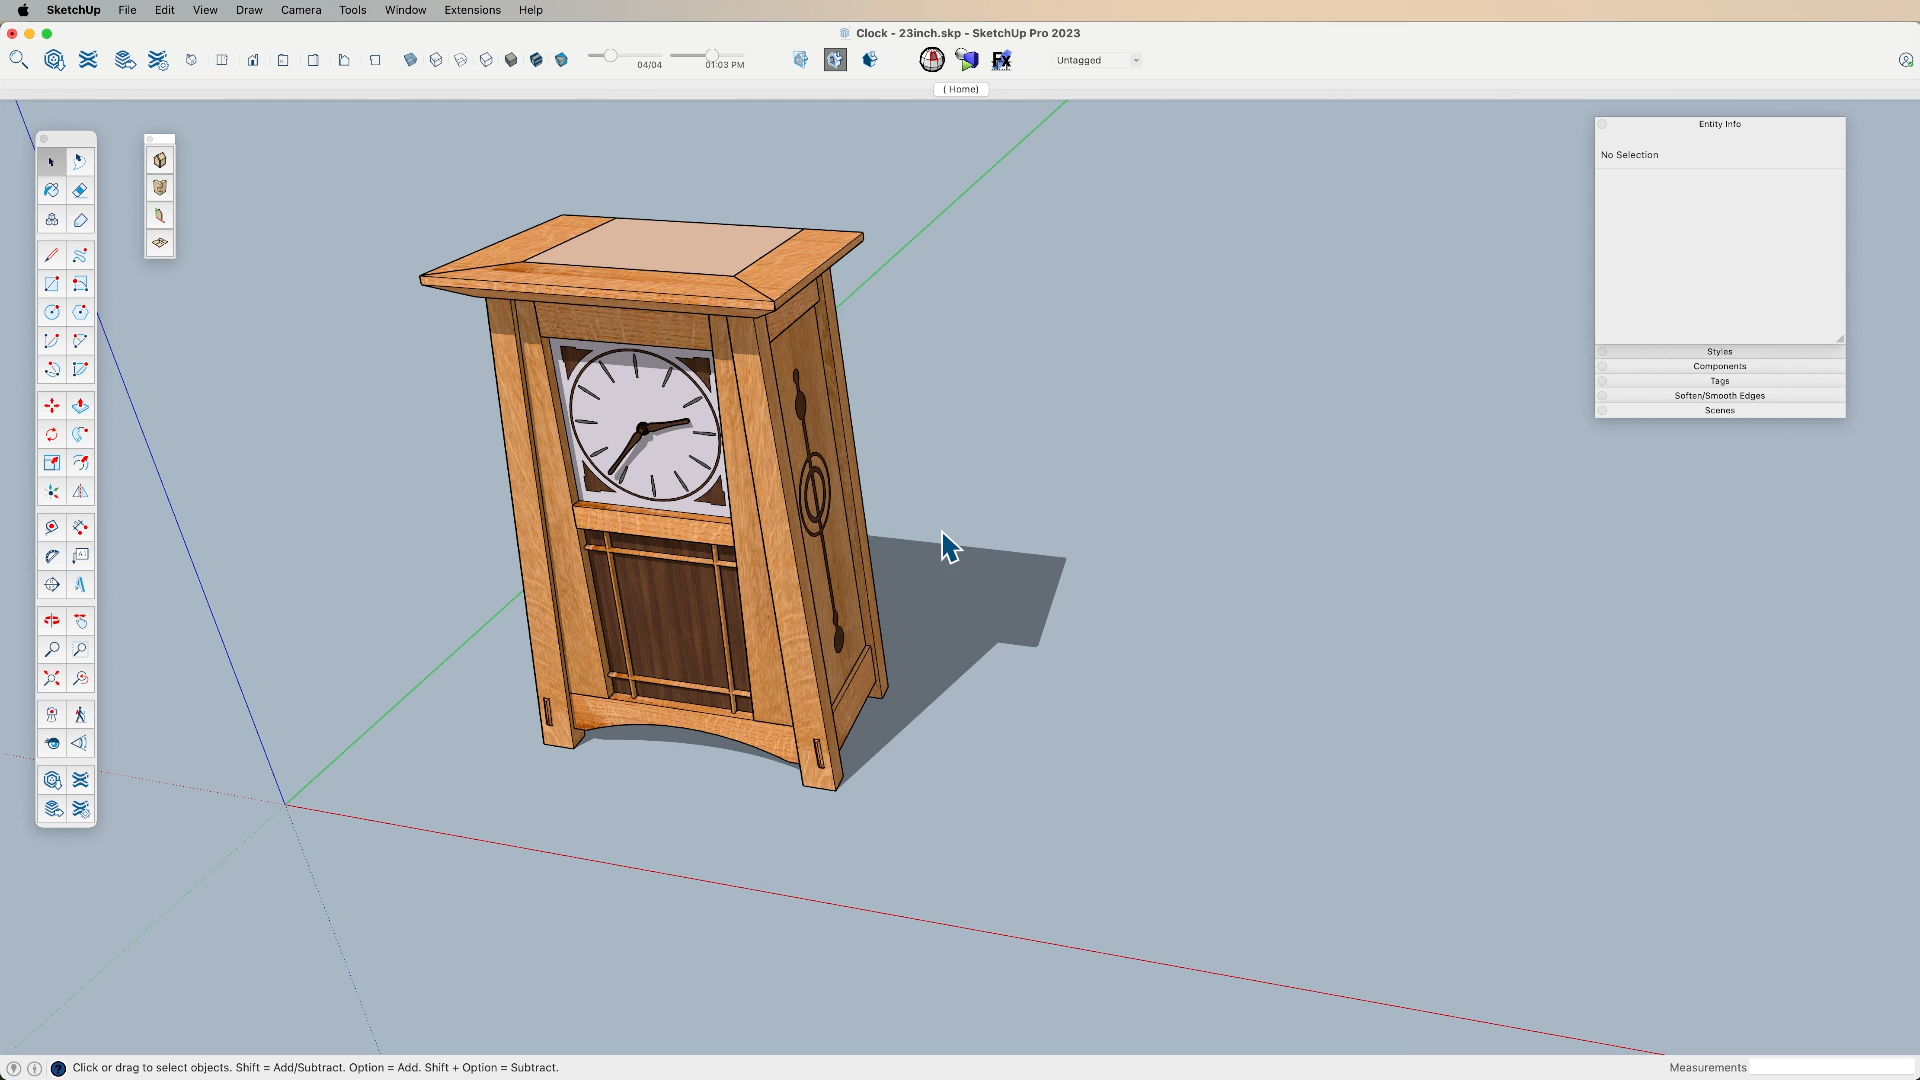 SketchUp File Edit View Draw Camera Tools Window Extensions Help
Clock - 23inch.skp - SketchUp Pro 2023
04/04 01:03 PM Untagged
( Home)
Entity Info
No Selection
Styles
Components
Tags
Soften/Smooth Edges
Scenes
Click or drag to select objects. Shift = Add/Subtract. Option = Add. Shift + Option = Subtract.
Measurements